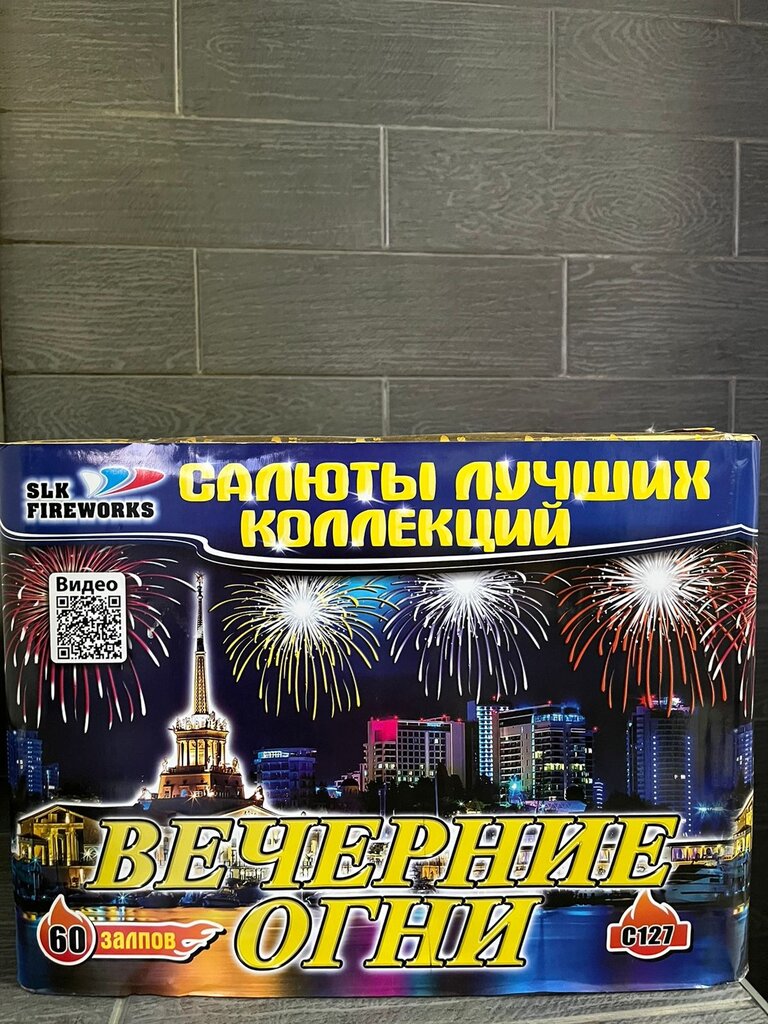 SLK
FIREWORKS
САЛЮТЫ ЛУЧШИХ
КОЛЛЕКЦИЙ
Видео
ВЕЧЕРНИЕ
ОГНИ
60 ЗАЛПОВ
С127